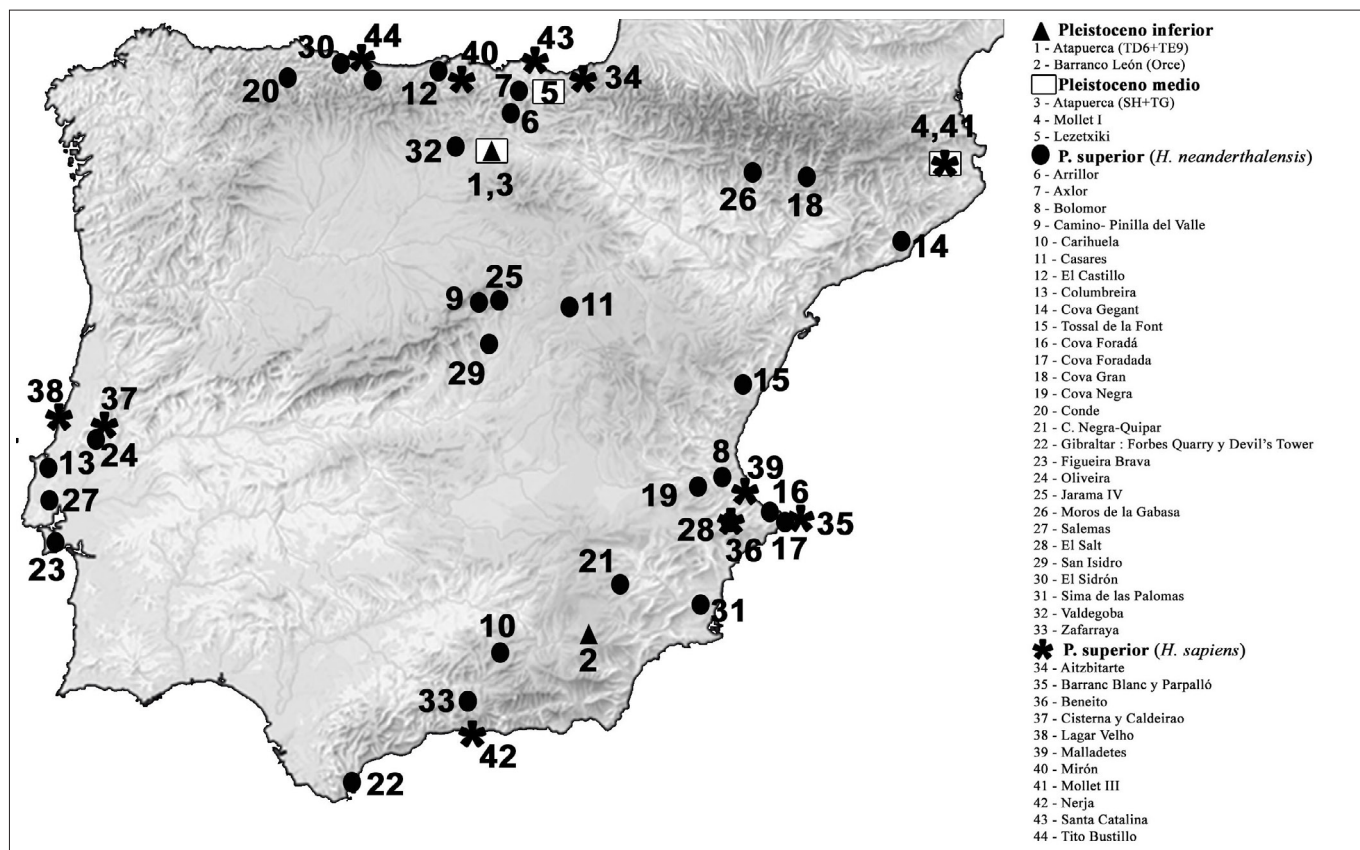 44
43
30
40
34
20
12
7
5
6
4,41
32
1,3
26
18
14
25
9
11
29
15
38
37
24
13
8
39
27
19
16
28
35
36
17
23
21
31
10
2
33
42
22
Pleistoceno inferior
1 - Atapuerca (TD6+TE9)
2 - Barranco León (Orce)
Pleistoceno medio
3 - Atapuerca (SH+TG)
4 - Mollet I
5 - Lezetxiki
P. superior (H. neanderthalensis)
6 - Arrillor
7 - Axlor
8 - Bolomor
9 - Camino- Pinilla del Valle
10 - Carihuela
11 - Casares
12 - El Castillo
13 - Columbreira
14 - Cova Gegant
15 - Tossal de la Font
16 - Cova Foradá
17 - Cova Foradada
18 - Cova Gran
19 - Cova Negra
20 - Conde
21 - C. Negra-Quipar
22 - Gibraltar : Forbes Quarry y Devil's Tower
23 - Figueira Brava
24 - Oliveira
25 - Jarama IV
26 - Moros de la Gabasa
27 - Salemas
28 - El Salt
29 - San Isidro
30 - El Sidrón
31 - Sima de las Palomas
32 - Valdegoba
33 - Zafarraya
P. superior (H. sapiens)
34 - Aitzbitarte
35 - Barranc Blanc y Parpalló
36 - Beneito
37 - Cisterna y Caldeirao
38 - Lagar Velho
39 - Malladetes
40 - Mirón
41 - Mollet III
42 - Nerja
43 - Santa Catalina
44 - Tito Bustillo